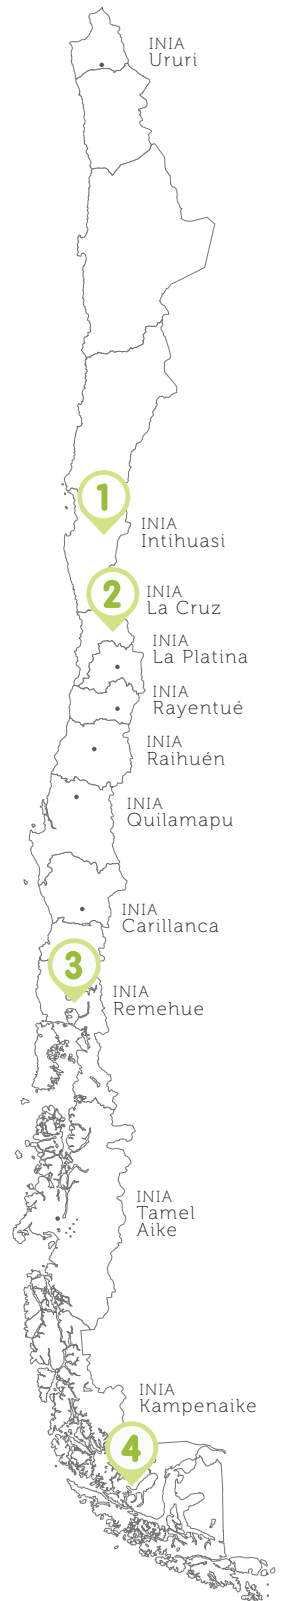 INIA
Ururi
1
INIA
Intihuasi
2
INIA
La Cruz
INIA
La Platina
INIA
Rayentué
INIA
Raihuén
INIA
Quilamapu
INIA
Carillanca
3
INIA
Remehue
INIA
Tamel
Aike
INIA
Kampenaike
4